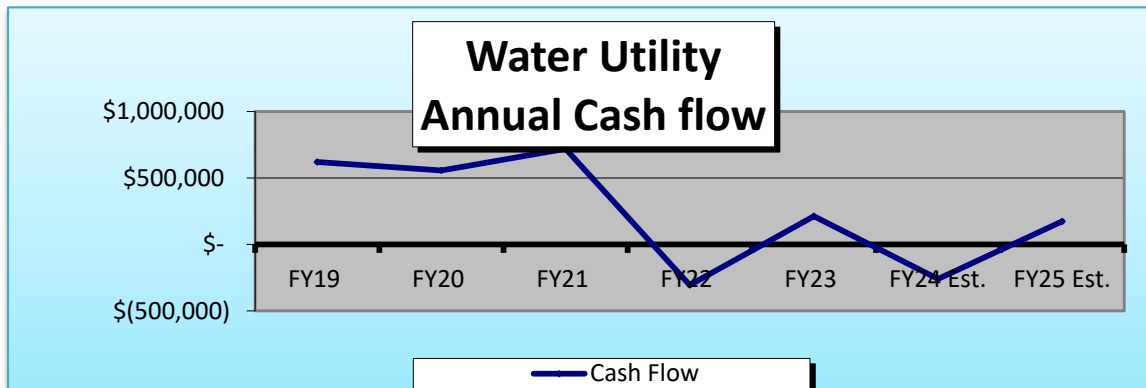 Water Utility
Annual Cash flow
$1,000,000
$500,000
$-
$(500,000)
FY19 FY20 FY21 FY22 FY23 FY24 Est. FY25 Est.
Cash Flow